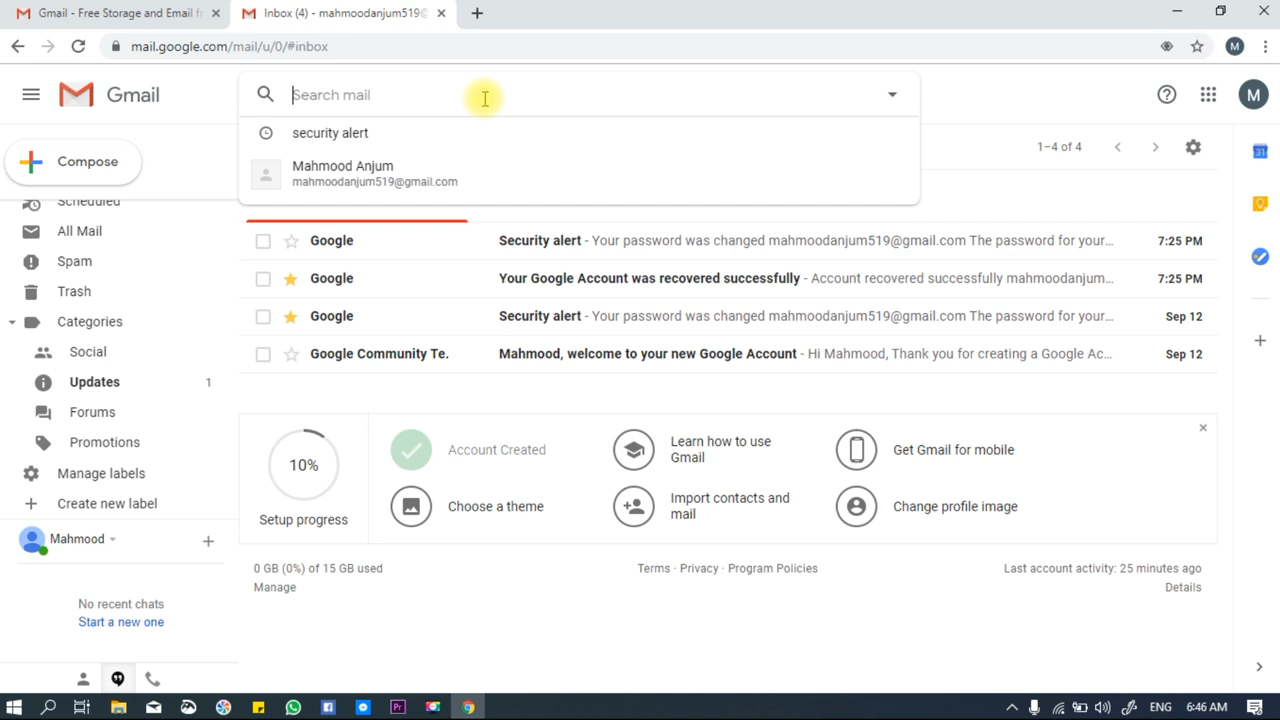 Gmail - Free Storage and Email fr
Inbox (4) - mahmoodanjum519@
mail.google.com/mail/u/0/#inbox
M
Gmail
Search mail
M
security alert
Mahmood Anjum
mahmoodanjum519@gmail.com
1–4 of 4
31
Compose
Scheduled
All Mail
Spam
Trash
Categories
Social
Updates 1
Forums
Promotions
Manage labels
Create new label
Mahmood
No recent chats
Start a new one
Google Security alert - Your password was changed mahmoodanjum519@gmail.com The password for your... 7:25 PM
Google Your Google Account was recovered successfully - Account recovered successfully mahmoodanjum... 7:25 PM
Google Security alert - Your password was changed mahmoodanjum519@gmail.com The password for your... Sep 12
Google Community Te. Mahmood, welcome to your new Google Account - Hi Mahmood, Thank you for creating a Google Ac... Sep 12
10%
Setup progress
Account Created
Learn how to use
Gmail
Get Gmail for mobile
Choose a theme
Import contacts and
mail
Change profile image
0 GB (0%) of 15 GB used
Manage
Terms · Privacy · Program Policies
Last account activity: 25 minutes ago
Details
Pr
ENG 6:46 AM